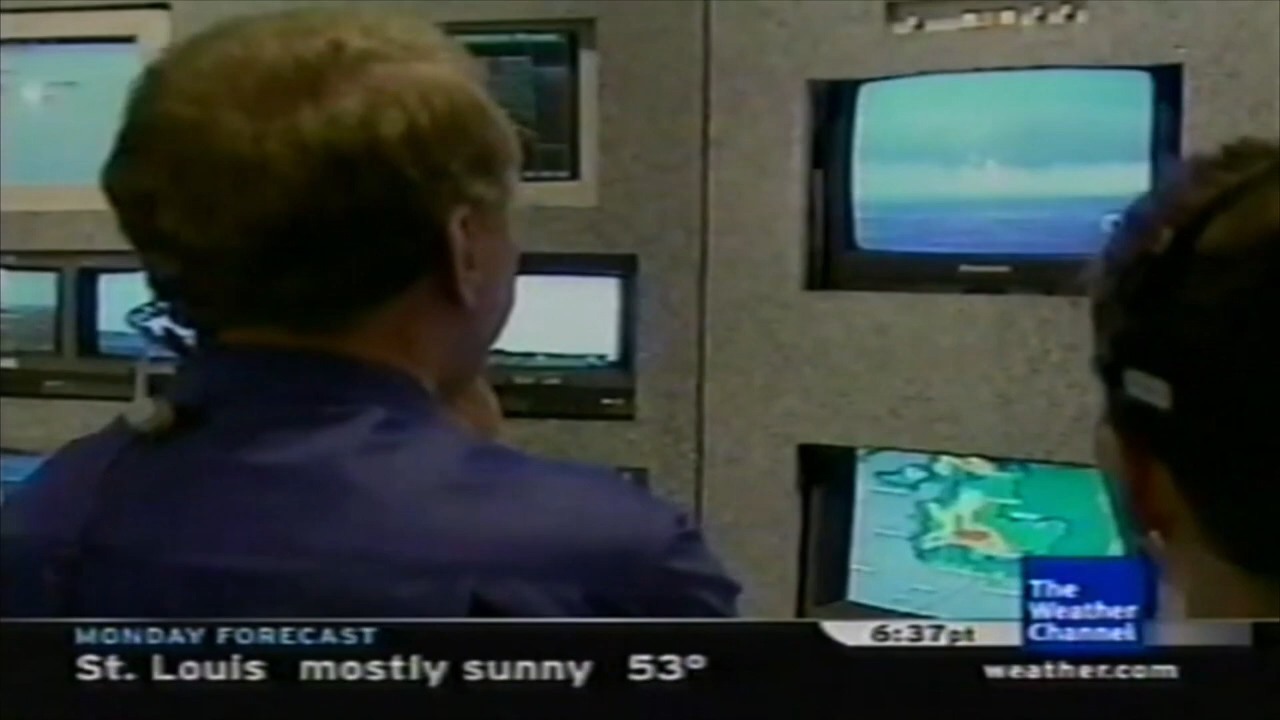 MONDAY FORECAST
St. Louis mostly sunny 53°
6:37pt
The
Weather
Channel
weather.com